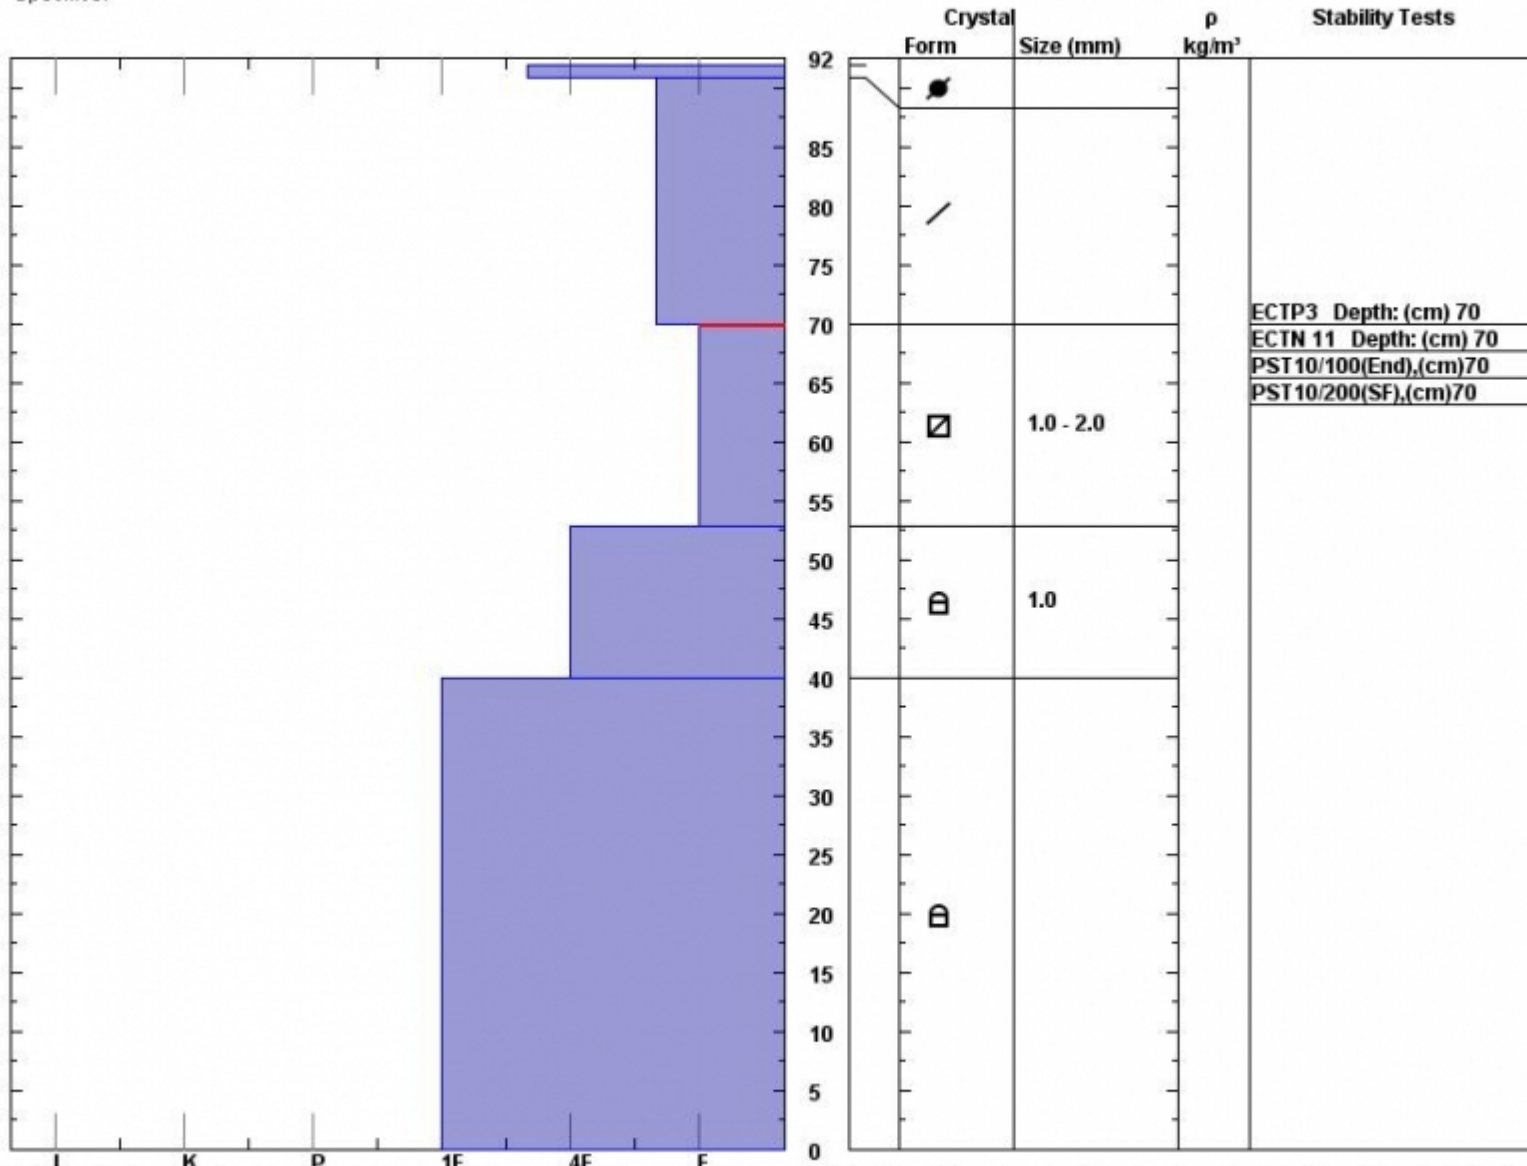 Crystal ρ Stability Tests
Form Size (mm) kg/m³
92
85
80
75
70 ECTP3 Depth: (cm) 70
ECTN 11 Depth: (cm) 70
65 PST10/100(End),(cm)70
PST10/200(SF),(cm)70
1.0 - 2.0
60
55
50
1.0
45
40
35
30
25
20
15
10
5
0
I K P 1F 4F F